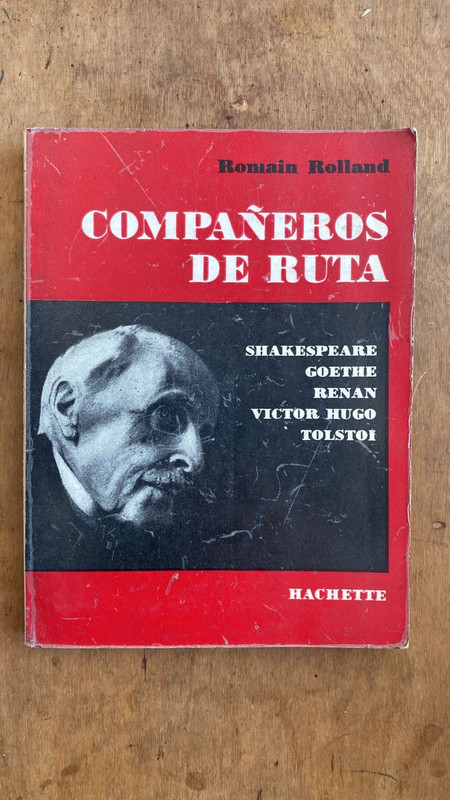 Romain Rolland
COMPAÑEROS
DE RUTA
SHAKESPEARE
GOETHE
RENAN
VICTOR HUGO
TOLSTOI
HACHETTE